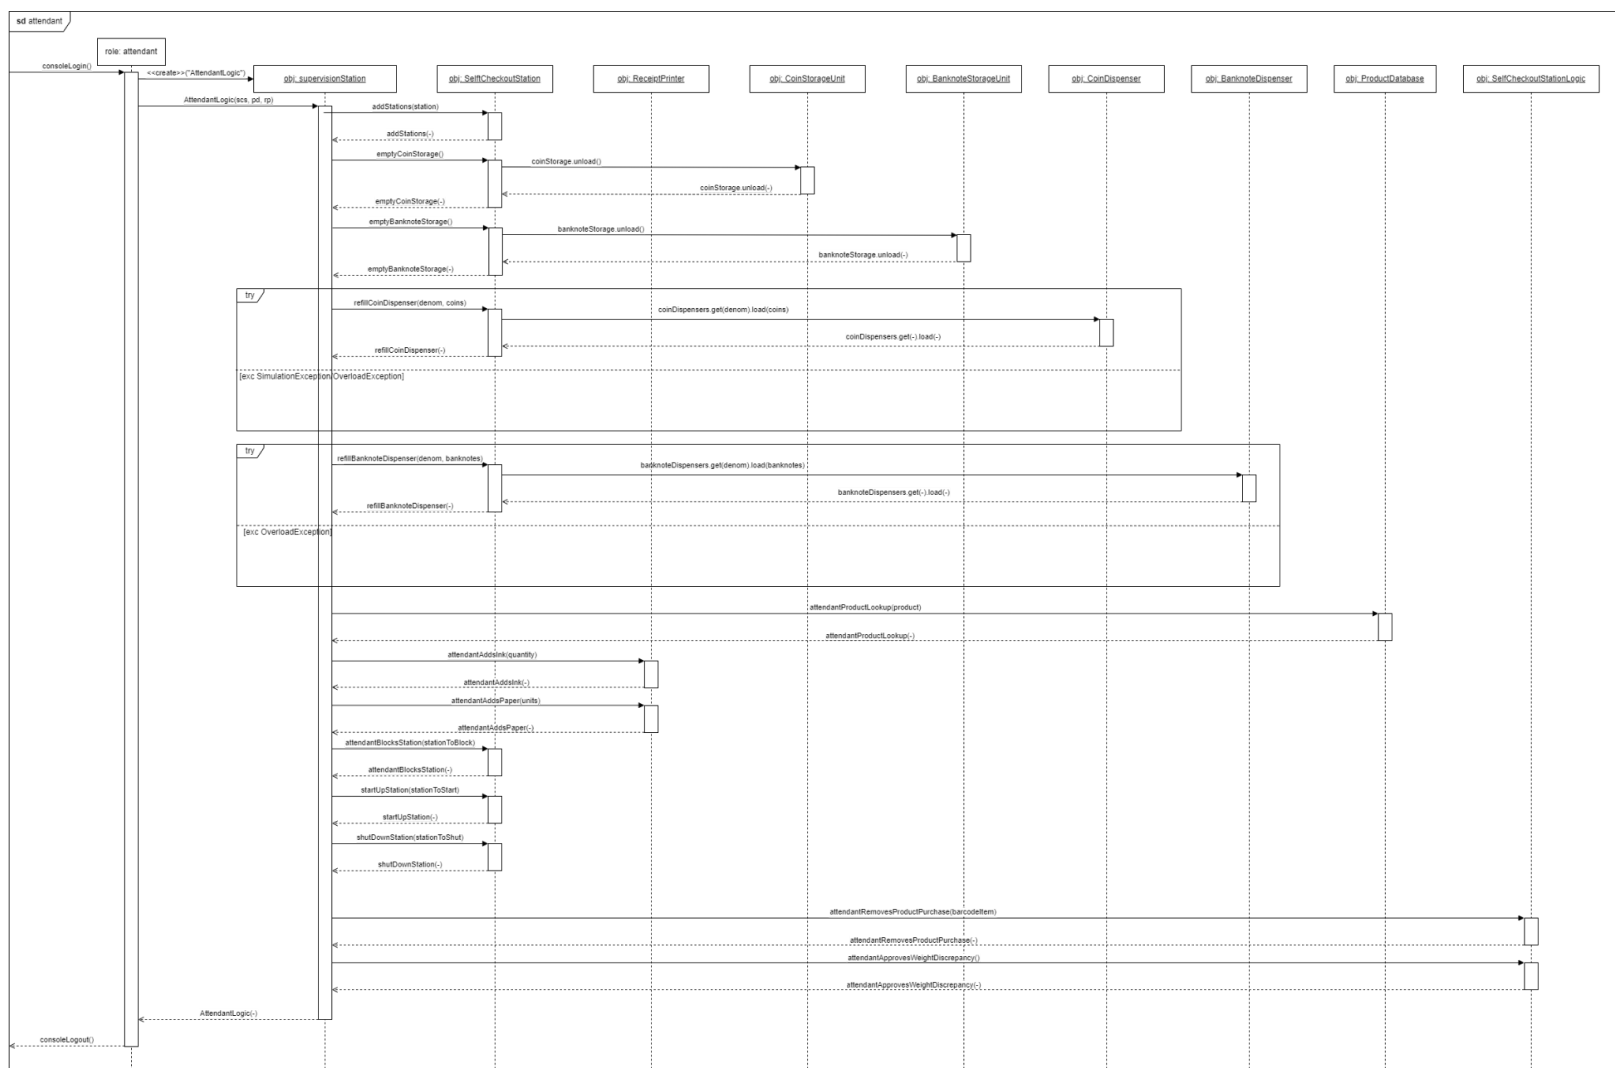 sd attendant
role: attendant
consoleLogin()
<<create>>("AttendantLogic")
obj: supervisionStation
obj: SelftCheckoutStation
obj: ReceiptPrinter
obj: CoinStorageUnit
obj: BanknoteStorageUnit
obj: CoinDispenser
obj: BanknoteDispenser
obj: ProductDatabase
obj: SelfCheckoutStationLogic
AttendantLogic(scs, pd, rp)
addStations(station)
addStations(-)
emptyCoinStorage()
coinStorage.unload()
coinStorage.unload(-)
emptyCoinStorage(-)
emptyBanknoteStorage()
banknoteStorage.unload()
banknoteStorage.unload(-)
emptyBanknoteStorage(-)
try
refillCoinDispenser(denom, coins)
coinDispensers.get(denom).load(coins)
coinDispensers.get(-).load(-)
refillCoinDispenser(-)
[exc SimulationException/OverloadException]
try
refillBanknoteDispenser(denom, banknotes)
banknoteDispensers.get(denom).load(banknotes)
banknoteDispensers.get(-).load(-)
refillBanknoteDispenser(-)
[exc OverloadException]
attendantProductLookup(product)
attendantProductLookup(-)
attendantAddsInk(quantity)
attendantAddsInk(-)
attendantAddsPaper(units)
attendantAddsPaper(-)
attendantBlocksStation(stationToBlock)
attendantBlocksStation(-)
startUpStation(stationToStart)
startUpStation(-)
shutDownStation(stationToShut)
shutDownStation(-)
attendantRemovesProductPurchase(barcodeItem)
attendantRemovesProductPurchase(-)
attendantApprovesWeightDiscrepancy()
attendantApprovesWeightDiscrepancy(-)
AttendantLogic(-)
consoleLogout()